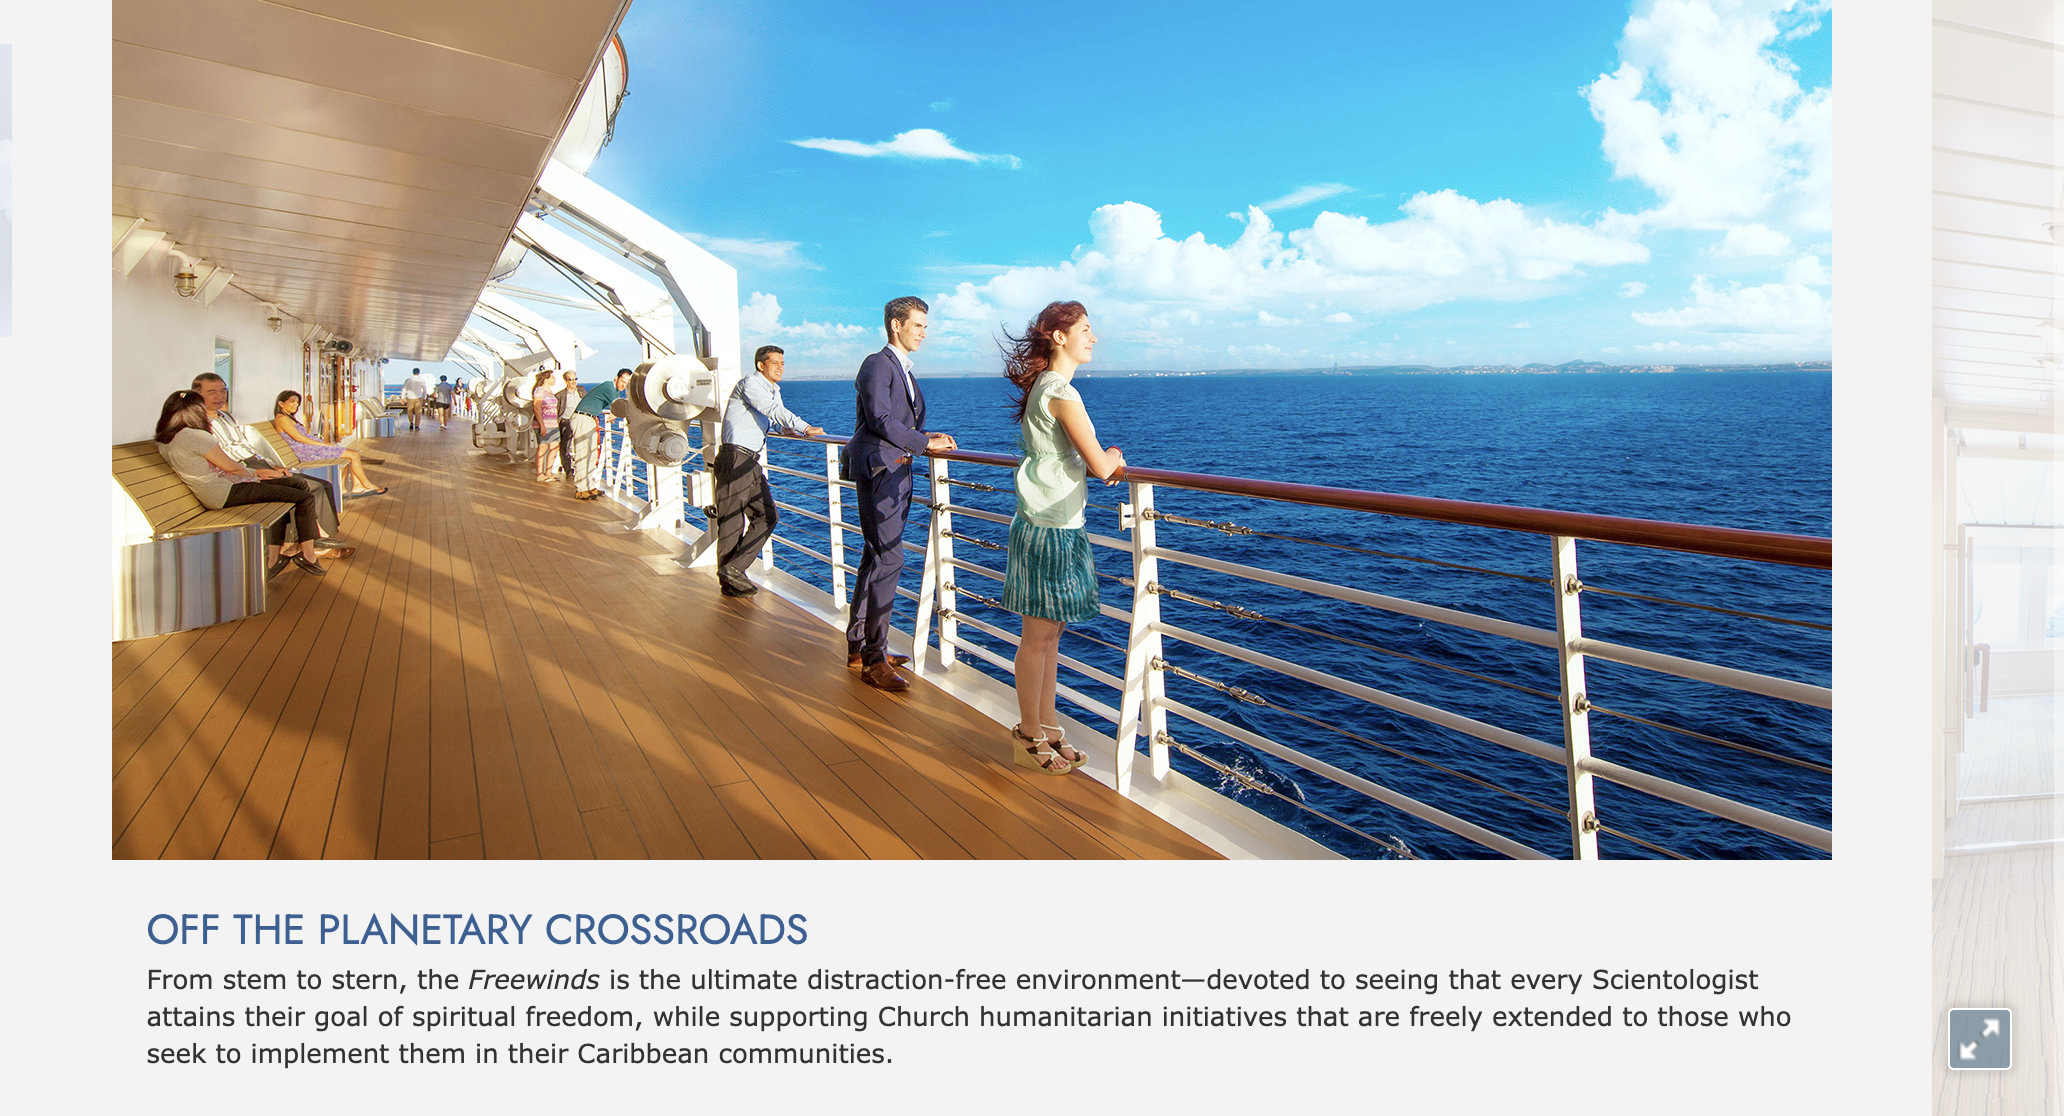 OFF THE PLANETARY CROSSROADS
From stem to stern, the Freewinds is the ultimate distraction-free environment—devoted to seeing that every Scientologist
attains their goal of spiritual freedom, while supporting Church humanitarian initiatives that are freely extended to those who
seek to implement them in their Caribbean communities.